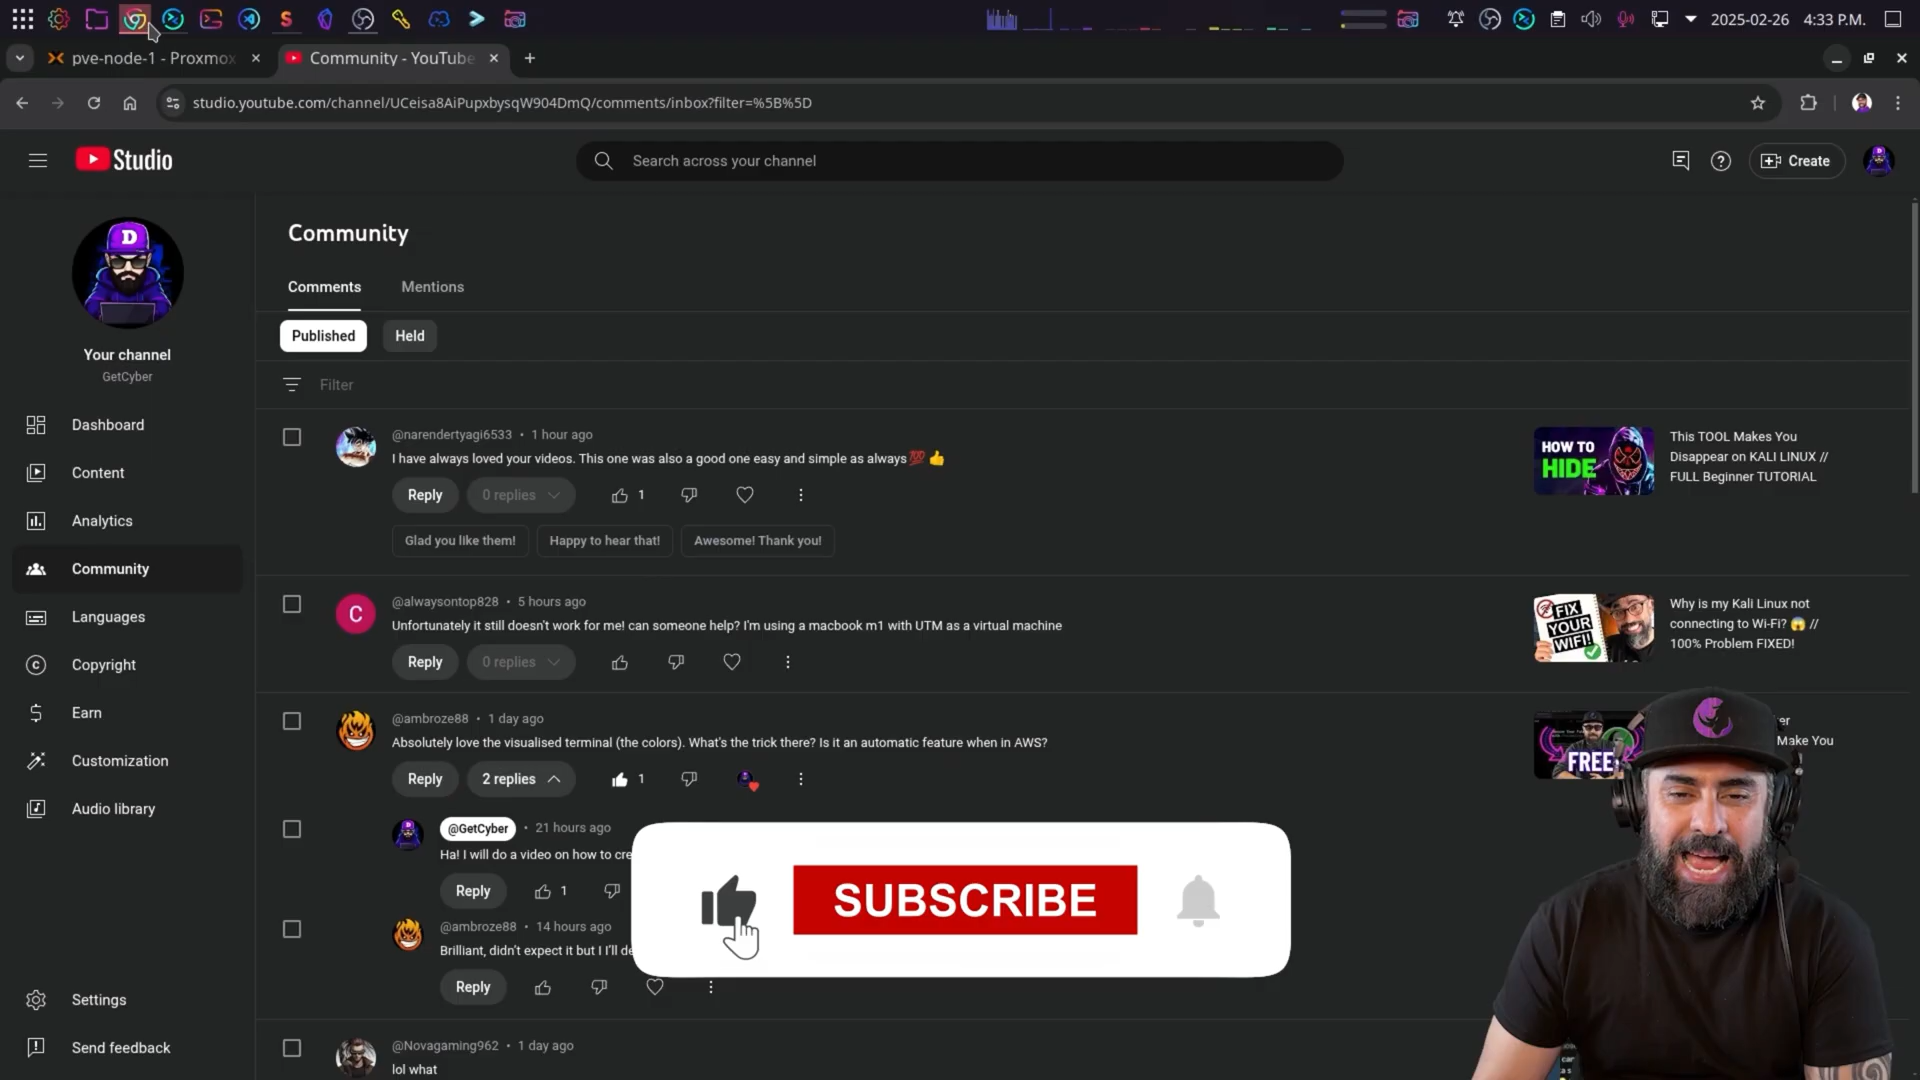 2025-02-26 4:33 P.M.
pve-node-1 - Proxmox
Community - YouTube
studio.youtube.com/channel/UCeisa8AiPupxbysqW904DmQ/comments/inbox?filter=%5B%5D
Studio
Search across your channel
Create
D
Your channel
GetCyber
Dashboard
Content
Analytics
Community
Languages
Copyright
Earn
Customization
Audio library
Settings
Send feedback
Community
Comments
Mentions
Published
Held
Filter
@narendertyagi6533 • 1 hour ago
I have always loved your videos. This one was also a good one easy and simple as always 💯 👍
Reply
0 replies
1
Glad you like them!
Happy to hear that!
Awesome! Thank you!
HOW TO
HIDE
This TOOL Makes You
Disappear on KALI LINUX //
FULL Beginner TUTORIAL
C
@alwaysontop828 • 5 hours ago
Unfortunately it still doesn't work for me! can someone help? I'm using a macbook m1 with UTM as a virtual machine
Reply
0 replies
FIX
YOUR
WIFI!
Why is my Kali Linux not
connecting to Wi-Fi? 😱 //
100% Problem FIXED!
@ambroze88 • 1 day ago
Absolutely love the visualised terminal (the colors). What's the trick there? Is it an automatic feature when in AWS?
Reply
2 replies
1
FREE
er
Make You
@GetCyber • 21 hours ago
Ha! I will do a video on how to cre
Reply
1
@ambroze88 • 14 hours ago
Brilliant, didn't expect it but I I'll de
Reply
SUBSCRIBE
@Novagaming962 • 1 day ago
lol what